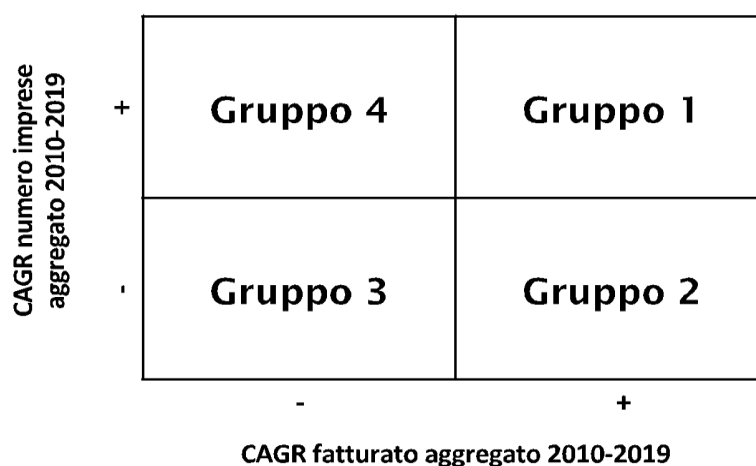 CAGR numero imprese
aggregato 2010-2019
+
Gruppo 4
Gruppo 1
-
Gruppo 3
Gruppo 2
-
+
CAGR fatturato aggregato 2010-2019